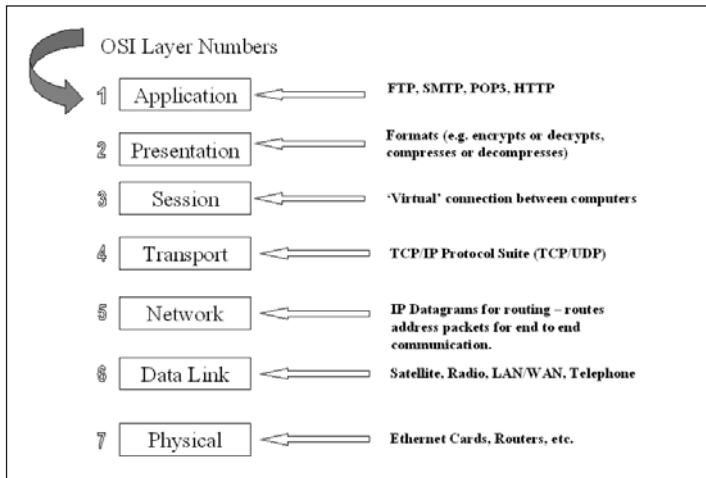 OSI Layer Numbers
1 Application
FTP, SMTP, POP3, HTTP
2 Presentation
Formats (e.g. encrypts or decrypts,
compresses or decompresses)
3 Session
‘Virtual’ connection between computers
4 Transport
TCP/IP Protocol Suite (TCP/UDP)
5 Network
IP Datagrams for routing – routes
address packets for end to end
communication.
6 Data Link
Satellite, Radio, LAN/WAN, Telephone
7 Physical
Ethernet Cards, Routers, etc.